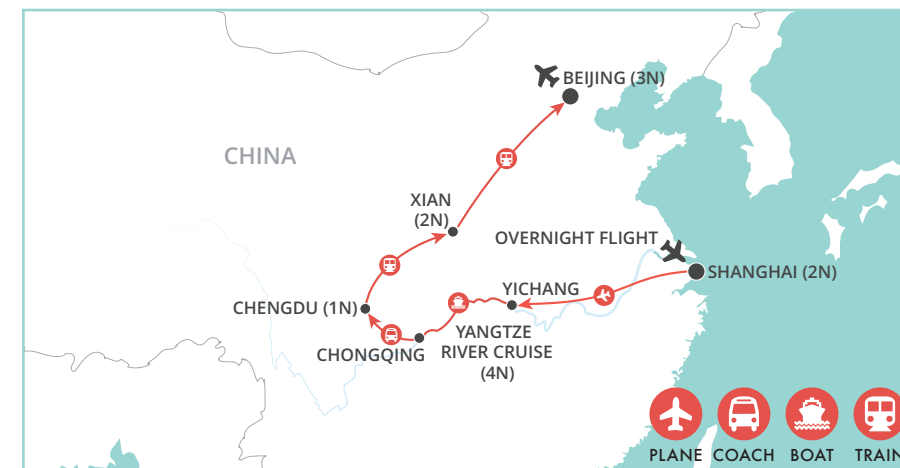 BEIJING (3N)
CHINA
XIAN
(2N)
OVERNIGHT FLIGHT
SHANGHAI (2N)
YICHANG
CHENGDU (1N)
YANGTZE
RIVER CRUISE
(4N)
CHONGQING
PLANE COACH BOAT TRAIN